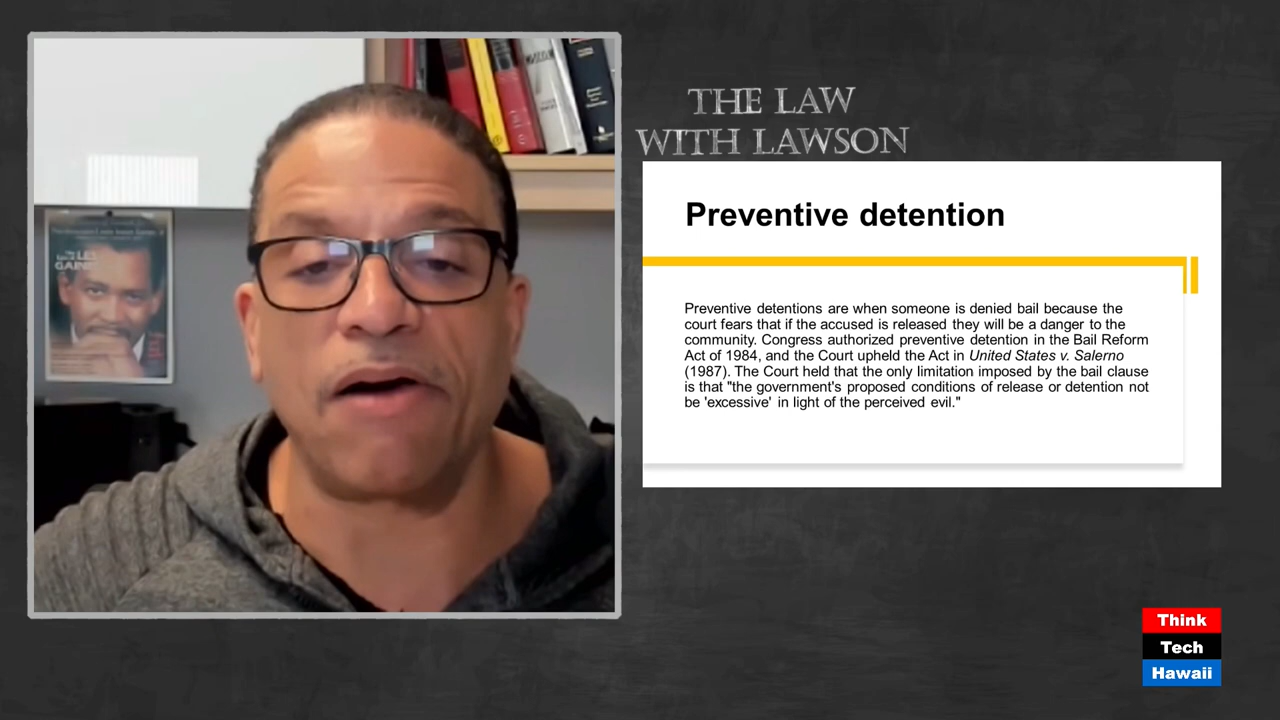 THE LAW
WITH LAWSON
Preventive detention
Preventive detentions are when someone is denied bail because the
court fears that if the accused is released they will be a danger to the
community. Congress authorized preventive detention in the Bail Reform
Act of 1984, and the Court upheld the Act in United States v. Salerno
(1987). The Court held that the only limitation imposed by the bail clause
is that "the government's proposed conditions of release or detention not
be 'excessive' in light of the perceived evil."
Think
Tech
Hawaii